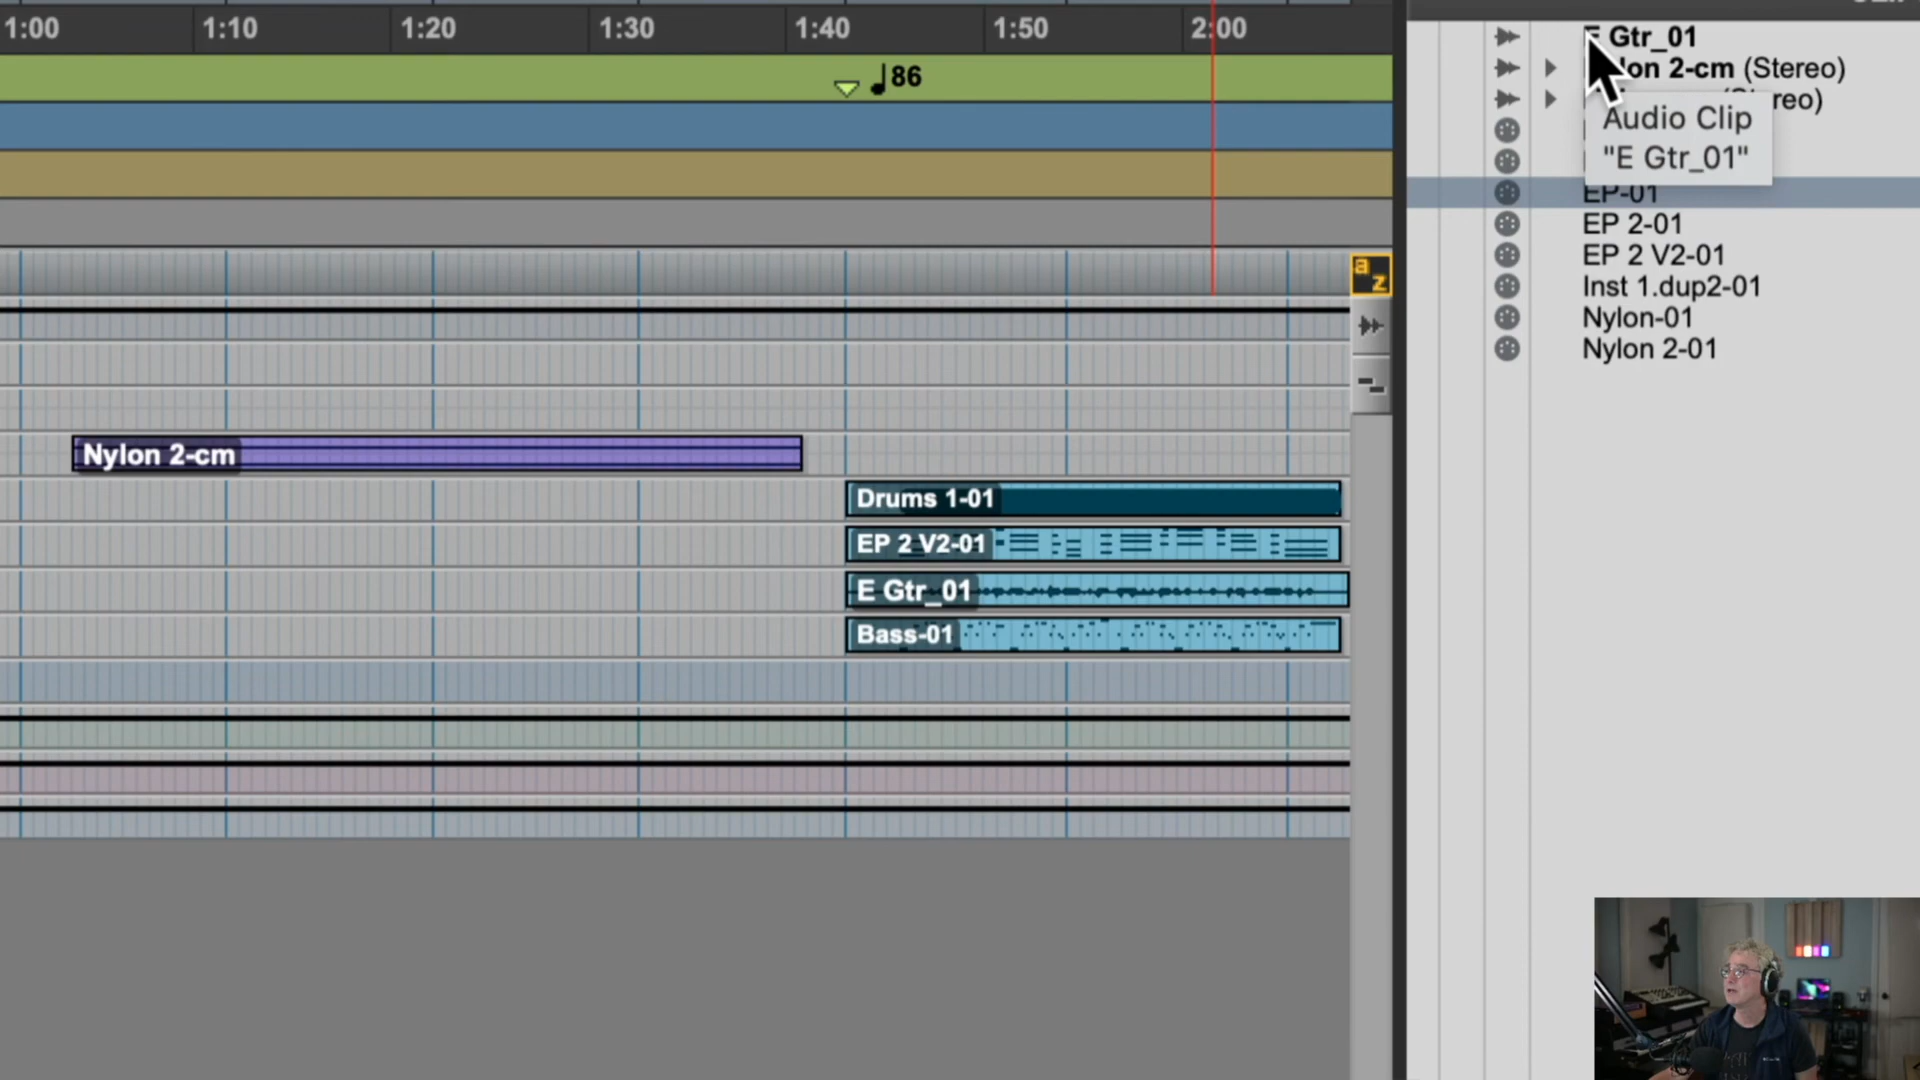 1:00 1:10 1:20 1:30 1:40 1:50 2:00
86
a
z
Nylon 2-cm
Drums 1-01
EP 2 V2-01
E Gtr_01
Bass-01
E Gtr_01
lon 2-cm (Stereo)
reo)
Audio Clip
"E Gtr_01"
EP-01
EP 2-01
EP 2 V2-01
Inst 1.dup2-01
Nylon-01
Nylon 2-01